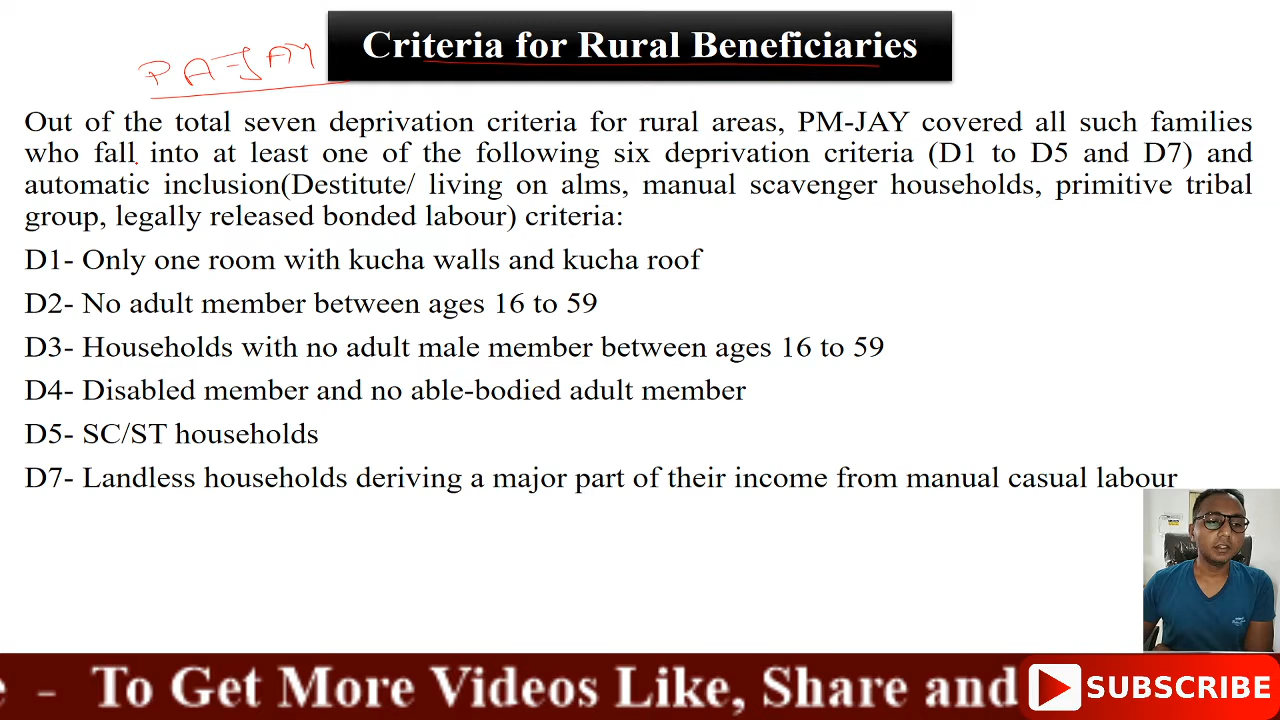 Criteria for Rural Beneficiaries
PM-JAY
Out of the total seven deprivation criteria for rural areas, PM-JAY covered all such families
who fall into at least one of the following six deprivation criteria (D1 to D5 and D7) and
automatic inclusion(Destitute/ living on alms, manual scavenger households, primitive tribal
group, legally released bonded labour) criteria:
D1- Only one room with kucha walls and kucha roof
D2- No adult member between ages 16 to 59
D3- Households with no adult male member between ages 16 to 59
D4- Disabled member and no able-bodied adult member
D5- SC/ST households
D7- Landless households deriving a major part of their income from manual casual labour
e - To Get More Videos Like, Share and
SUBSCRIBE